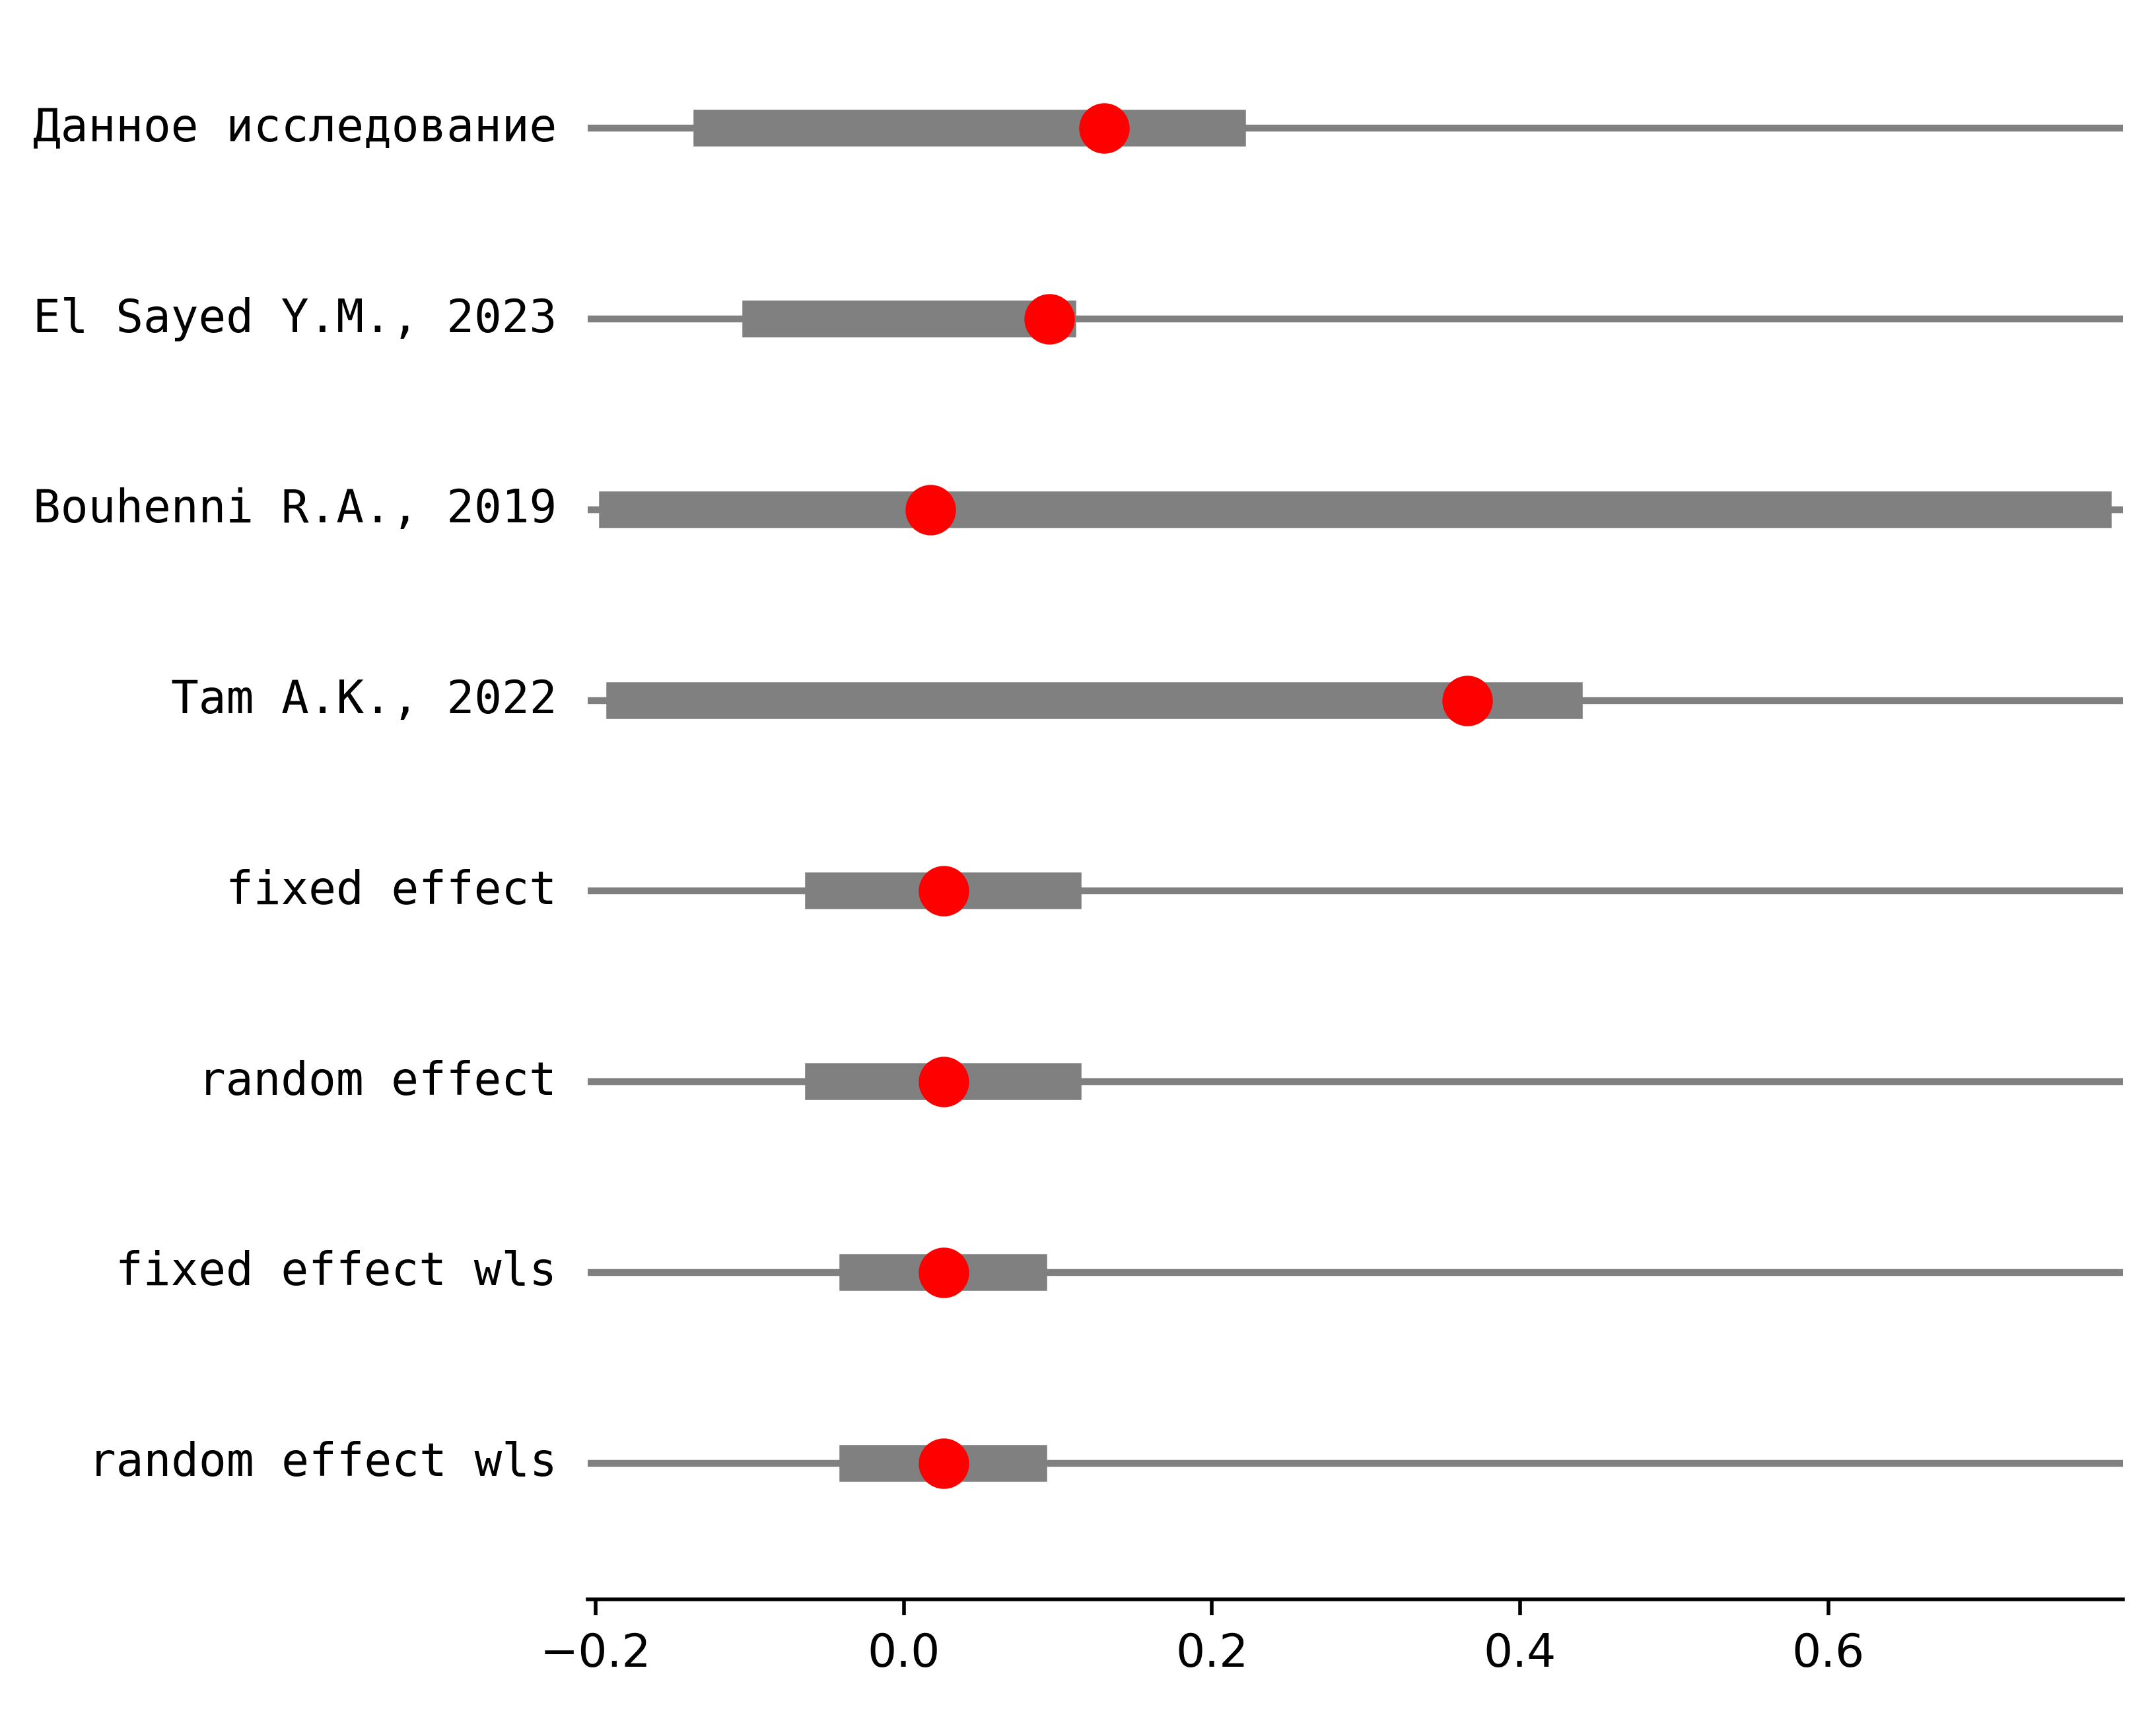 Данное исследование
El Sayed Y.M., 2023
Bouhenni R.A., 2019
Tam A.K., 2022
fixed effect
random effect
fixed effect wls
random effect wls
−0.2 0.0 0.2 0.4 0.6